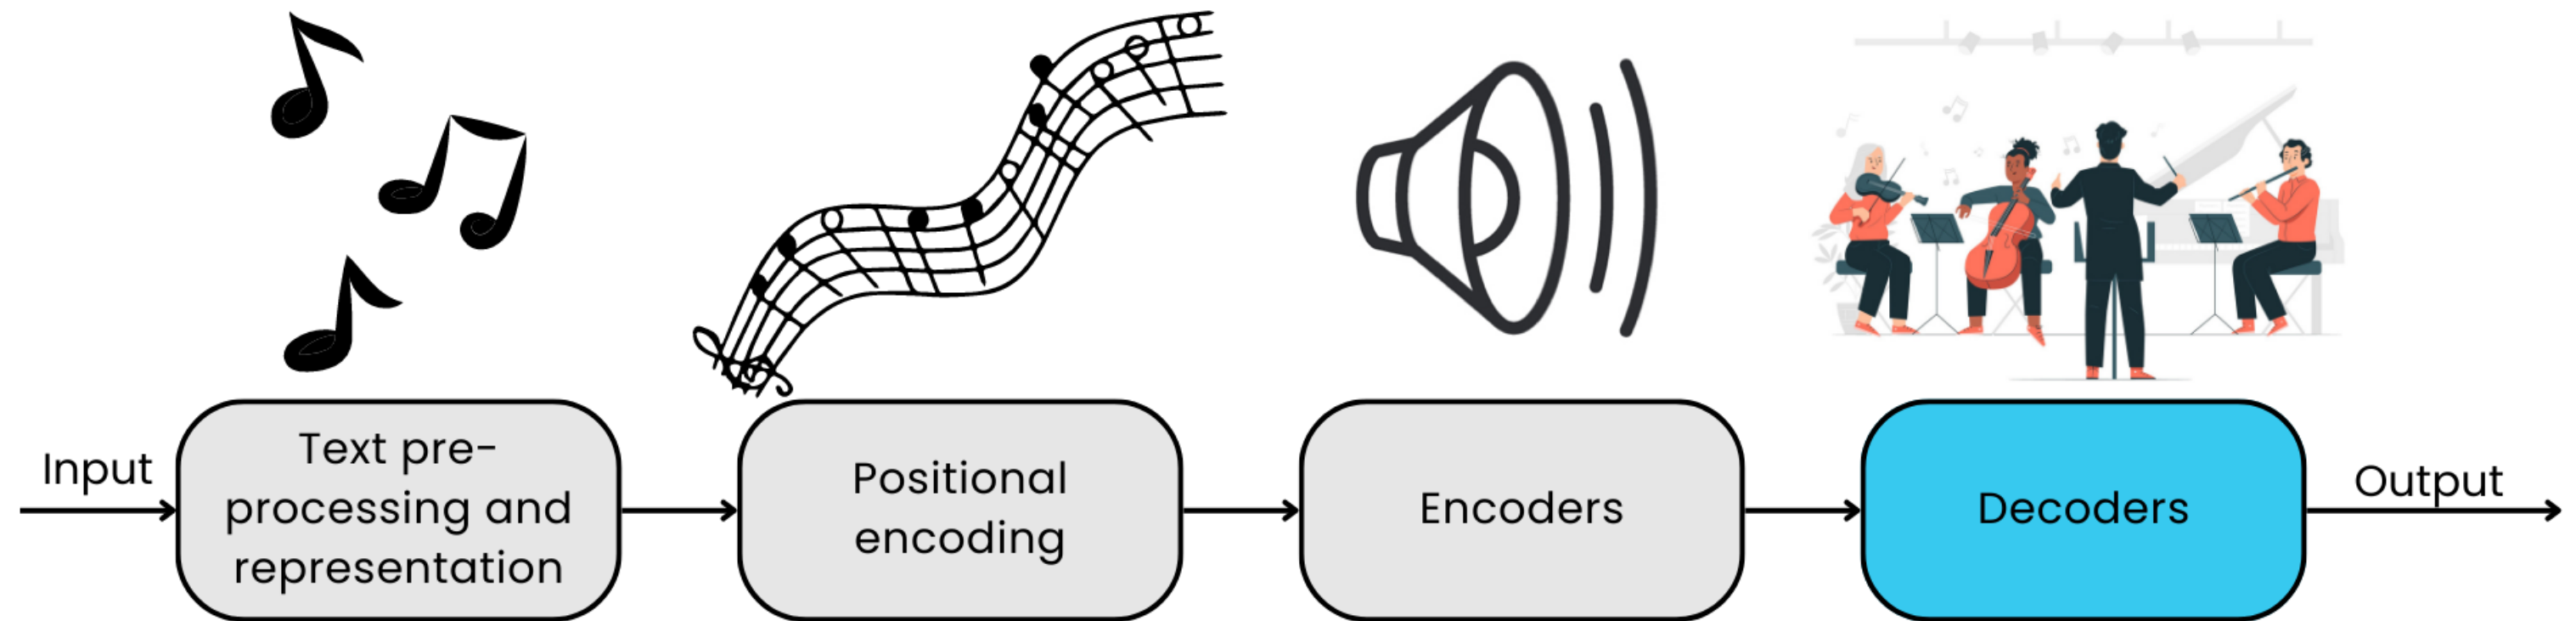 Input
Text pre-
processing and
representation
Positional
encoding
Encoders
Decoders
Output